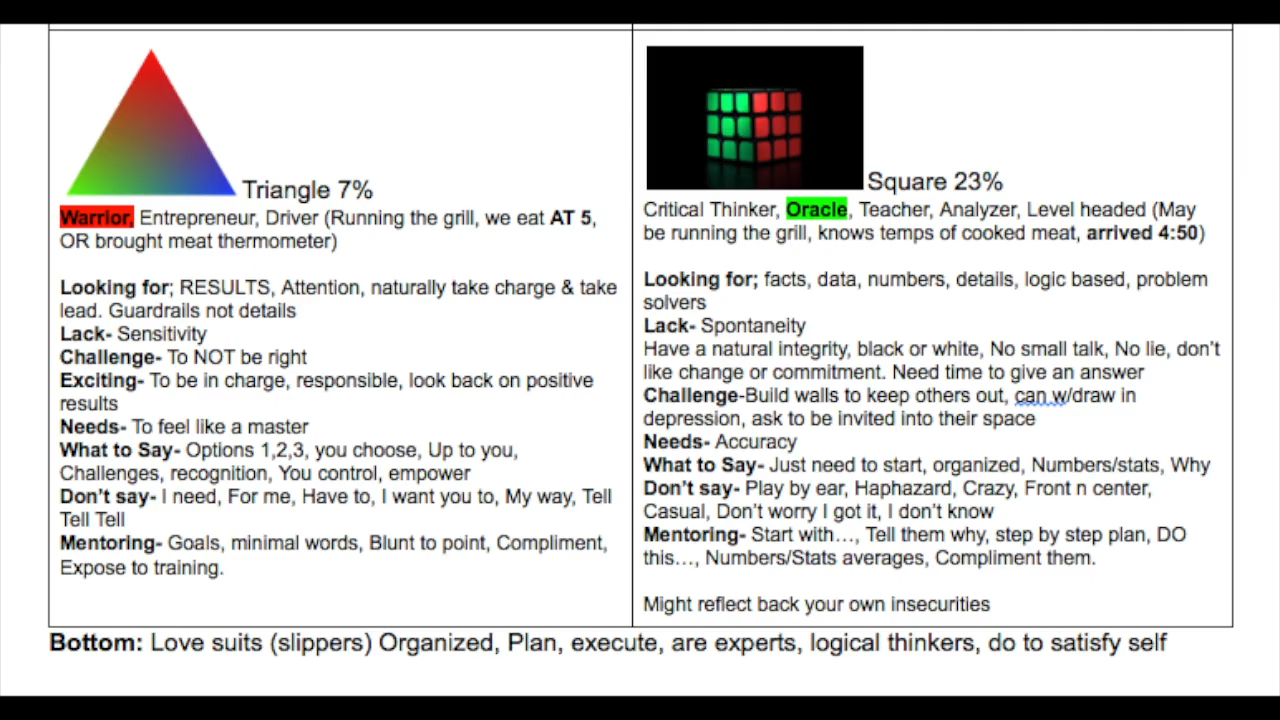 Triangle 7%
Warrior, Entrepreneur, Driver (Running the grill, we eat AT 5,
OR brought meat thermometer)
Looking for; RESULTS, Attention, naturally take charge & take
lead. Guardrails not details
Lack- Sensitivity
Challenge- To NOT be right
Exciting- To be in charge, responsible, look back on positive
results
Needs- To feel like a master
What to Say- Options 1,2,3, you choose, Up to you,
Challenges, recognition, You control, empower
Don't say- I need, For me, Have to, I want you to, My way, Tell
Tell Tell
Mentoring- Goals, minimal words, Blunt to point, Compliment,
Expose to training.
Square 23%
Critical Thinker, Oracle, Teacher, Analyzer, Level headed (May
be running the grill, knows temps of cooked meat, arrived 4:50)
Looking for; facts, data, numbers, details, logic based, problem
solvers
Lack- Spontaneity
Have a natural integrity, black or white, No small talk, No lie, don't
like change or commitment. Need time to give an answer
Challenge-Build walls to keep others out, can w/draw in
depression, ask to be invited into their space
Needs- Accuracy
What to Say- Just need to start, organized, Numbers/stats, Why
Don't say- Play by ear, Haphazard, Crazy, Front n center,
Casual, Don't worry I got it, I don't know
Mentoring- Start with…, Tell them why, step by step plan, DO
this…, Numbers/Stats averages, Compliment them.
Might reflect back your own insecurities
Bottom: Love suits (slippers) Organized, Plan, execute, are experts, logical thinkers, do to satisfy self